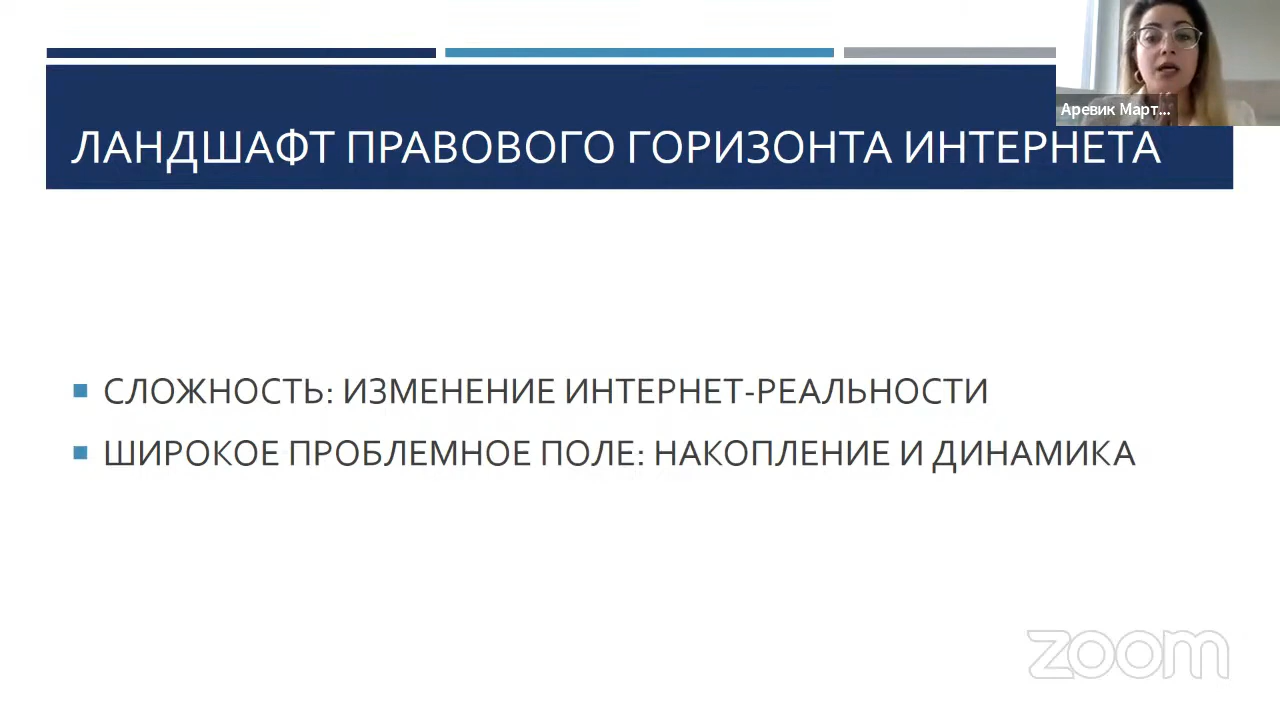 Аревик Март...
ЛАНДШАФТ ПРАВОВОГО ГОРИЗОНТА ИНТЕРНЕТА
СЛОЖНОСТЬ: ИЗМЕНЕНИЕ ИНТЕРНЕТ-РЕАЛЬНОСТИ
ШИРОКОЕ ПРОБЛЕМНОЕ ПОЛЕ: НАКОПЛЕНИЕ И ДИНАМИКА
zoom